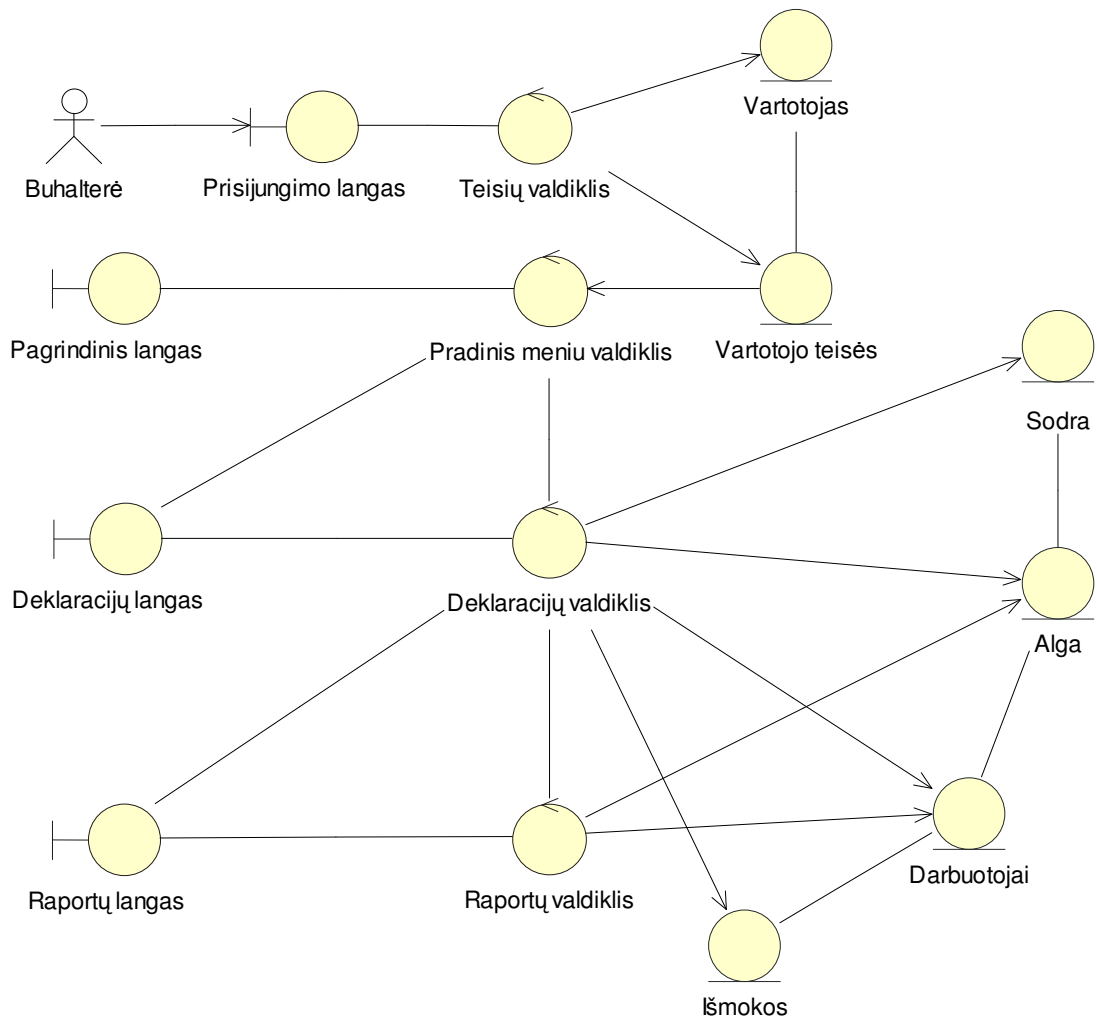 Vartotojas
Buhalterė
Prisijungimo langas
Teisių valdiklis
Pagrindinis langas
Pradinis meniu valdiklis
Vartotojo teisės
Sodra
Deklaracijų langas
Deklaracijų valdiklis
Alga
Darbuotojai
Raportų langas
Raportų valdiklis
Išmokos